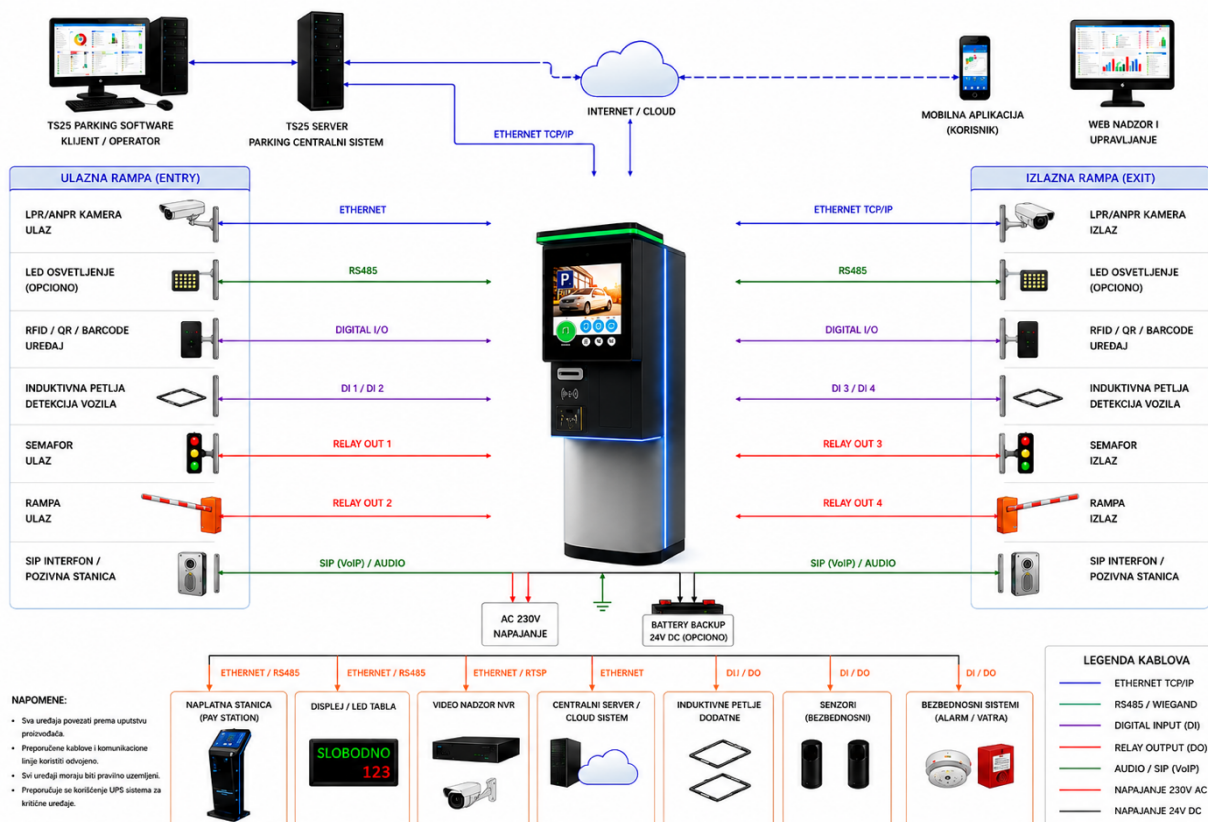 TS25 PARKING SOFTWARE
KLIJENT / OPERATOR
TS25 SERVER
PARKING CENTRALNI SISTEM
INTERNET / CLOUD
MOBILNA APLIKACIJA
(KORISNIK)
WEB NADZOR I
UPRAVLJANJE
ETHERNET TCP/IP
ULAZNA RAMPA (ENTRY)
LPR/ANPR KAMERA
ULAZ
ETHERNET
LED OSVETLJENJE
(OPCIONO)
RS485
RFID / QR / BARCODE
UREĐAJ
DIGITAL I/O
INDUKTIVNA PETLJA
DETEKCIJA VOZILA
DI 1 / DI 2
SEMAFOR
ULAZ
RELAY OUT 1
RAMPA
ULAZ
RELAY OUT 2
SIP INTERFON /
POZIVNA STANICA
SIP (VoIP) / AUDIO
P
IZLAZNA RAMPA (EXIT)
ETHERNET TCP/IP
LPR/ANPR KAMERA
IZLAZ
RS485
LED OSVETLJENJE
(OPCIONO)
DIGITAL I/O
RFID / QR / BARCODE
UREĐAJ
DI 3 / DI 4
INDUKTIVNA PETLJA
DETEKCIJA VOZILA
RELAY OUT 3
SEMAFOR
IZLAZ
RELAY OUT 4
RAMPA
IZLAZ
SIP (VoIP) / AUDIO
SIP INTERFON /
POZIVNA STANICA
AC 230V
NAPAJANJE
BATTERY BACKUP
24V DC (OPCIONO)
NAPOMENE:
• Sva uređaja povezati prema uputstvu
proizvođača.
• Preporučene kablove i komunikacione
linje koristiti odvojeno.
• Svi uređaji moraju biti pravilno uzemljeni.
• Preporučuje se korišćenje UPS sistema za
kritične uređaje.
ETHERNET / RS485
NAPLATNA STANICA
(PAY STATION)
ETHERNET / RS485
DISPLEJ / LED TABLA
SLOBODNO
123
ETHERNET / RTSP
VIDEO NADZOR NVR
ETHERNET
CENTRALNI SERVER /
CLOUD SISTEM
DI / DO
INDUKTIVNE PETLJE
DODATNE
DI / DO
SENZORI
(BEZBEDNOSNI)
DI / DO
BEZBEDNOSNI SISTEMI
(ALARM / VATRA)
LEGENDA KABLOVA
ETHERNET TCP/IP
RS485 / WIEGAND
DIGITAL INPUT (DI)
RELAY OUTPUT (DO)
AUDIO / SIP (VoIP)
NAPAJANJE 230V AC
NAPAJANJE 24V DC